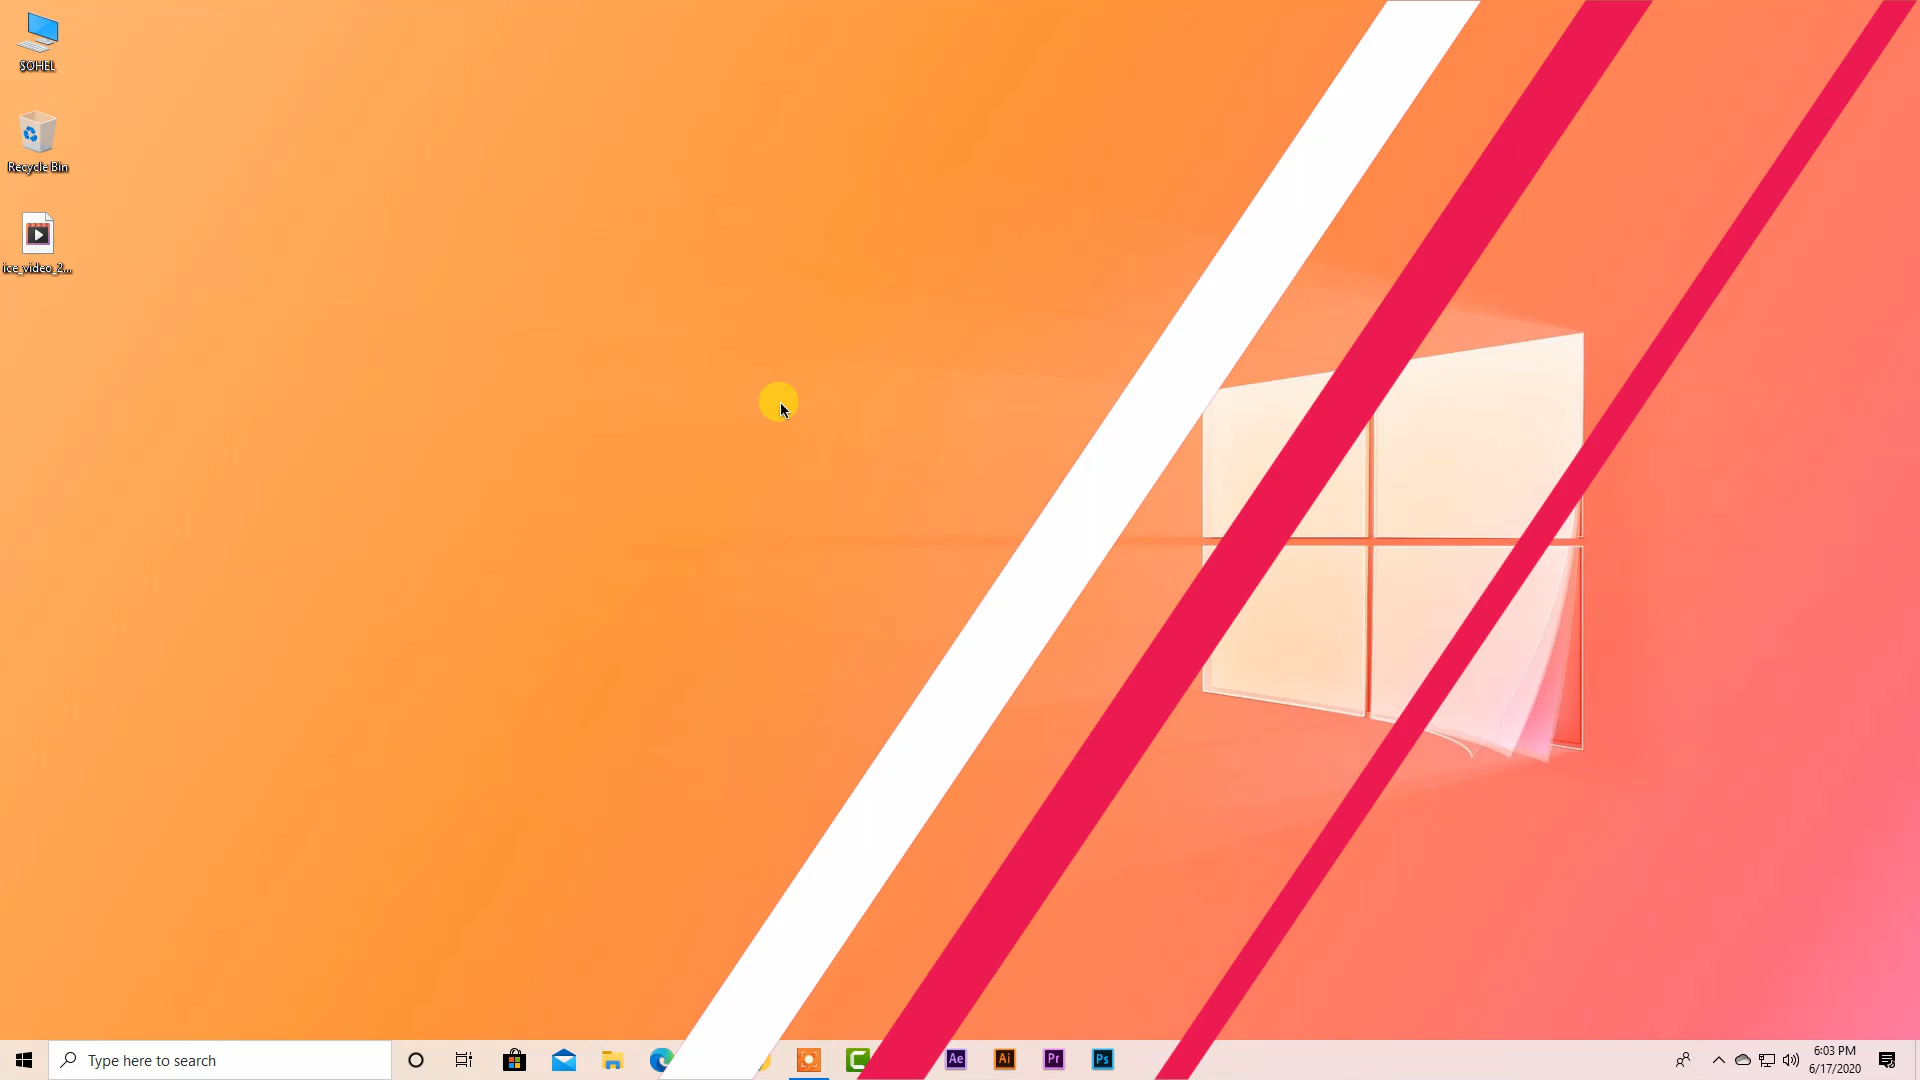 SOHEL
Recycle Bin
ice_video_2...
Type here to search
Ae
Ai
Pr
Ps
6:03 PM
6/17/2020